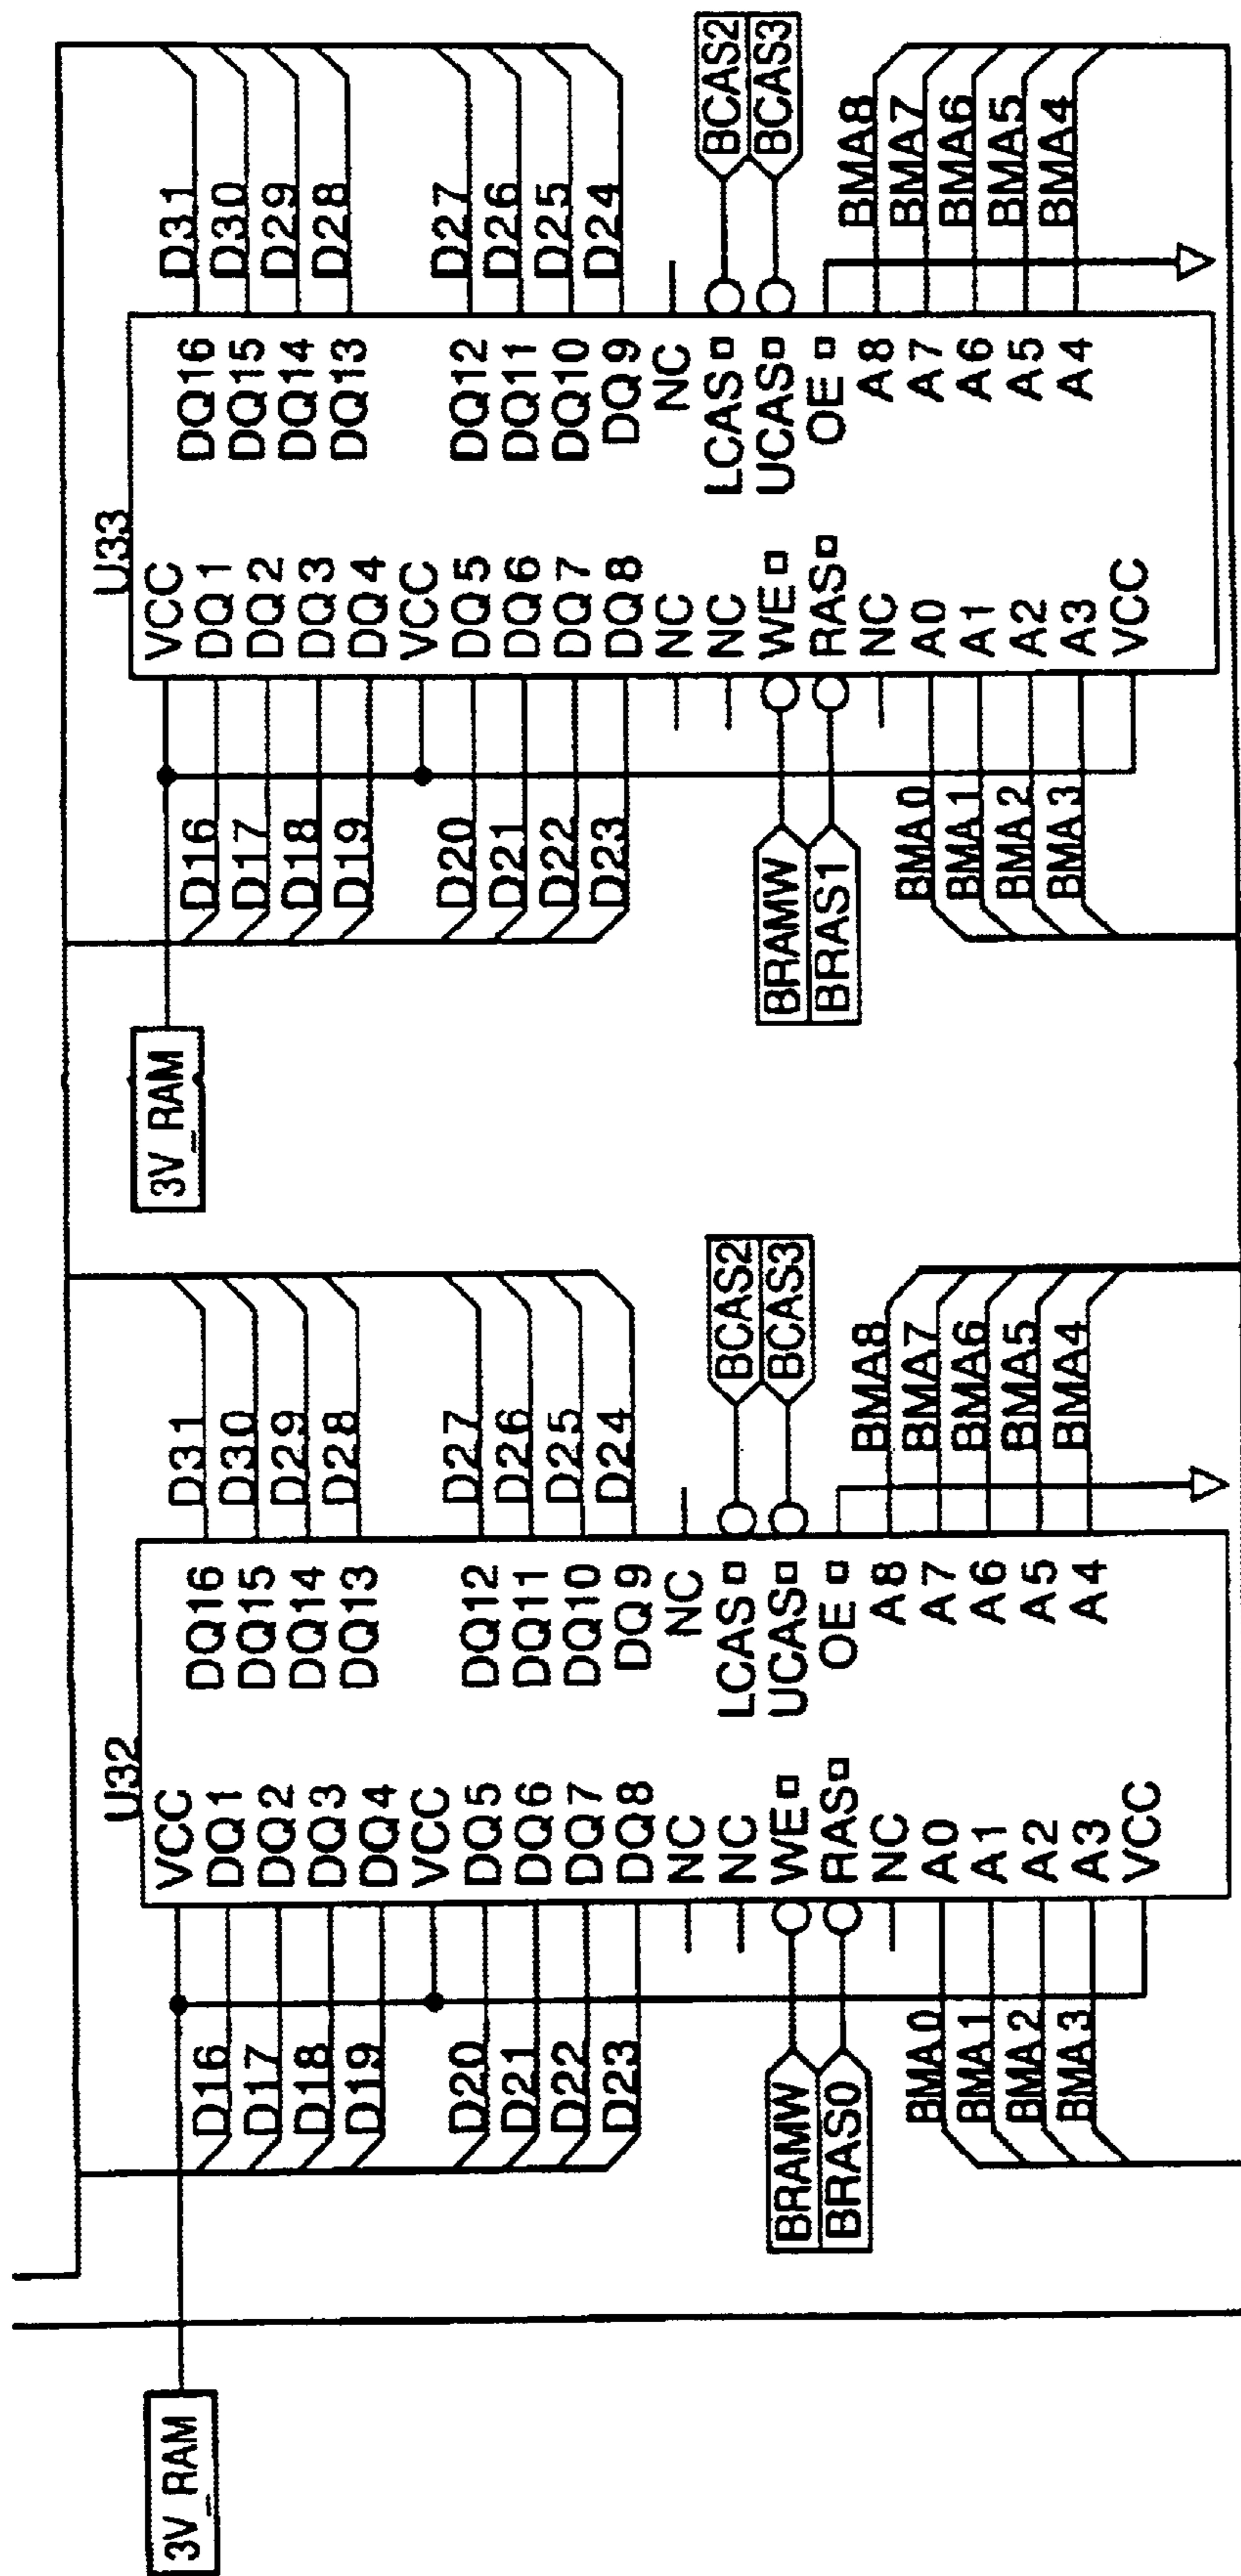 3V_RAM
U32
VCC
DQ1
DQ2
DQ3
DQ4
VCC
DQ5
DQ6
DQ7
DQ8
NC
NC
WE
RAS
NC
A0
A1
A2
A3
VCC
DQ16
DQ15
DQ14
DQ13
DQ12
DQ11
DQ10
DQ9
NC
LCAS
UCAS
OE
A8
A7
A6
A5
A4
D16
D17
D18
D19
D20
D21
D22
D23
BRAMW
BRAS0
BMA0
BMA1
BMA2
BMA3
D31
D30
D29
D28
D27
D26
D25
D24
BCAS2
BCAS3
BMA8
BMA7
BMA6
BMA5
BMA4
3V_RAM
U33
VCC
DQ1
DQ2
DQ3
DQ4
VCC
DQ5
DQ6
DQ7
DQ8
NC
NC
WE
RAS
NC
A0
A1
A2
A3
VCC
DQ16
DQ15
DQ14
DQ13
DQ12
DQ11
DQ10
DQ9
NC
LCAS
UCAS
OE
A8
A7
A6
A5
A4
D16
D17
D18
D19
D20
D21
D22
D23
BRAMW
BRAS1
BMA0
BMA1
BMA2
BMA3
D31
D30
D29
D28
D27
D26
D25
D24
BCAS2
BCAS3
BMA8
BMA7
BMA6
BMA5
BMA4